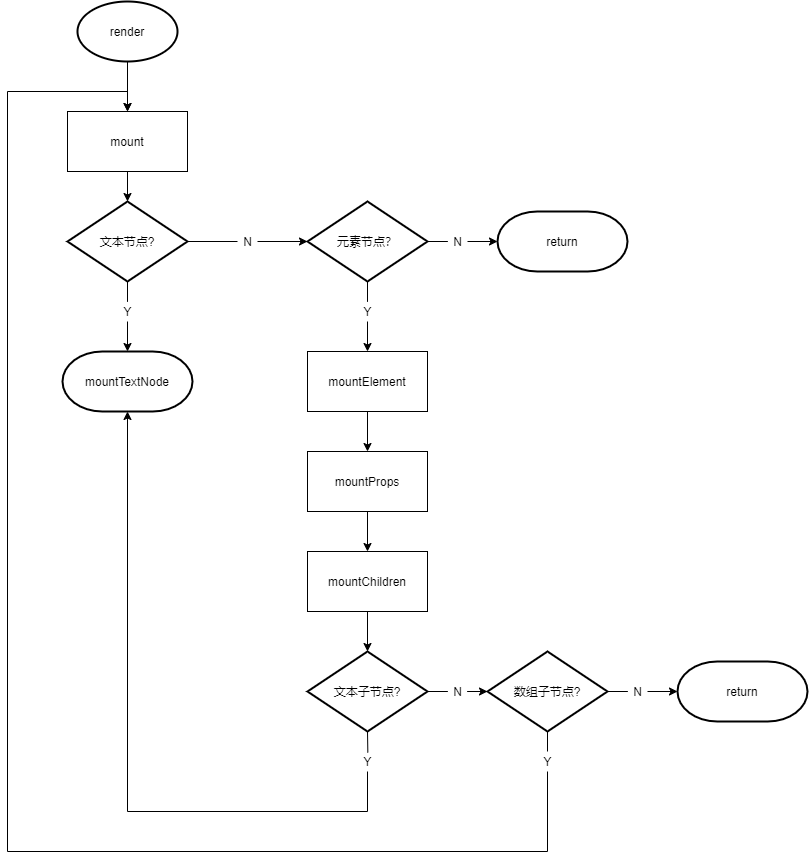 render
mount
文本节点?
N
元素节点?
N
return
Y
Y
mountTextNode
mountElement
mountProps
mountChildren
文本子节点?
N
数组子节点?
N
return
Y
Y